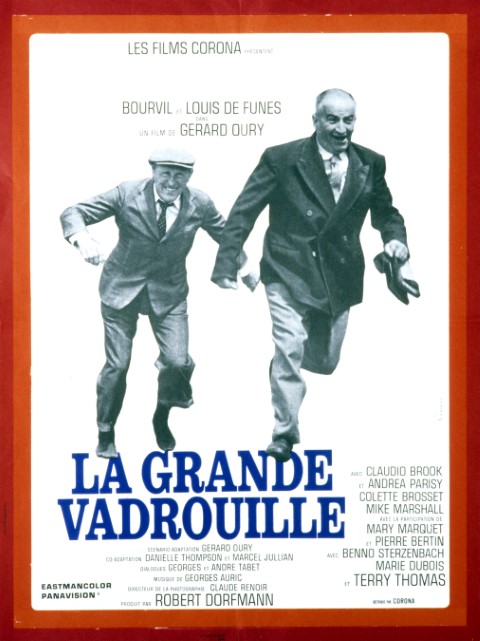 LES FILMS CORONA PRÉSENTENT
BOURVIL et LOUIS DE FUNES
DANS
UN FILM DE GERARD OURY
LA GRANDE
VADROUILLE
AVEC CLAUDIO BROOK
ET ANDREA PARISY
COLETTE BROSSET
MIKE MARSHALL
AVEC LA PARTICIPATION DE
MARY MARQUET
ET PIERRE BERTIN
AVEC BENNO STERZENBACH
MARIE DUBOIS
ET TERRY THOMAS
SCENARIO ADAPTATION GERARD OURY
CO ADAPTATION DANIELLE THOMPSON ET MARCEL JULLIAN
DIALOGUES GEORGES ET ANDRE TABET
MUSIQUE DE GEORGES AURIC
DIRECTEUR DE LA PHOTOGRAPHIE CLAUDE RENOIR
PRODUIT PAR ROBERT DORFMANN
EASTMANCOLOR
PANAVISION®
DISTRIBUÉ PAR CORONA